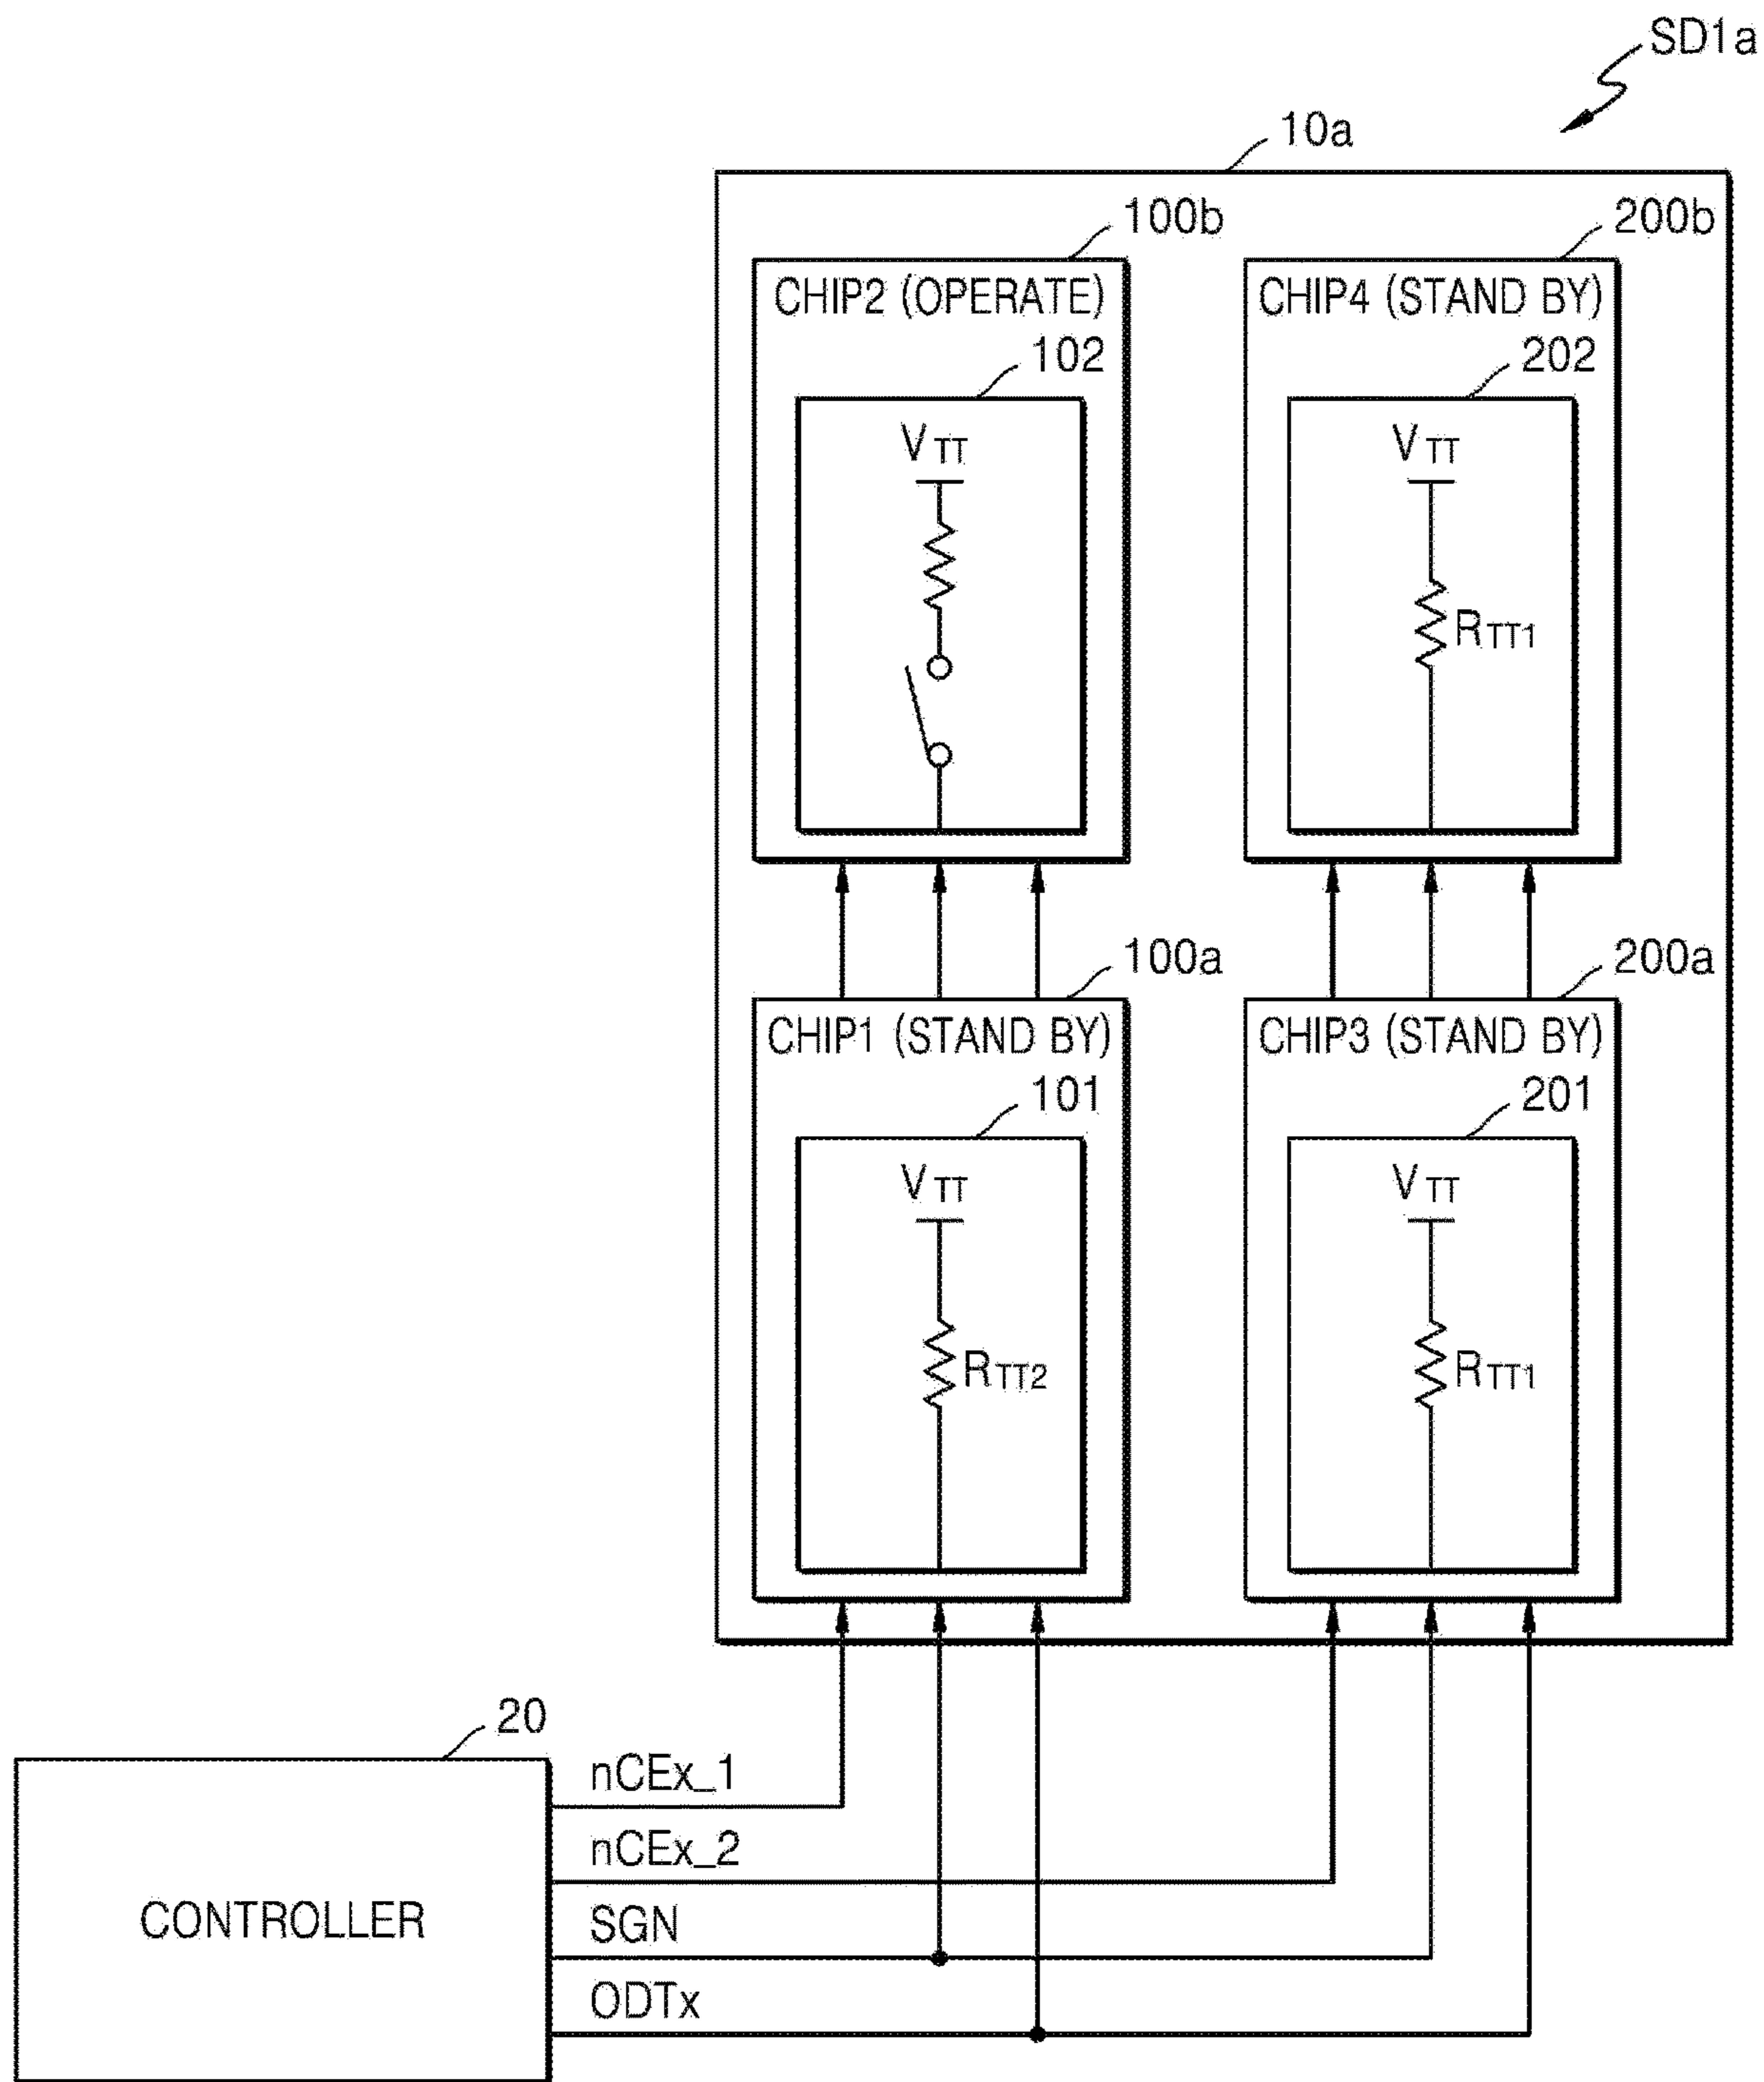 SD1a
10a
100b
200b
CHIP2 (OPERATE)
CHIP4 (STAND BY)
102
202
VTT
VTT
RTT1
100a
200a
CHIP1 (STAND BY)
CHIP3 (STAND BY)
101
201
VTT
VTT
RTT2
RTT1
20
nCEx_1
nCEx_2
CONTROLLER
SGN
ODTx